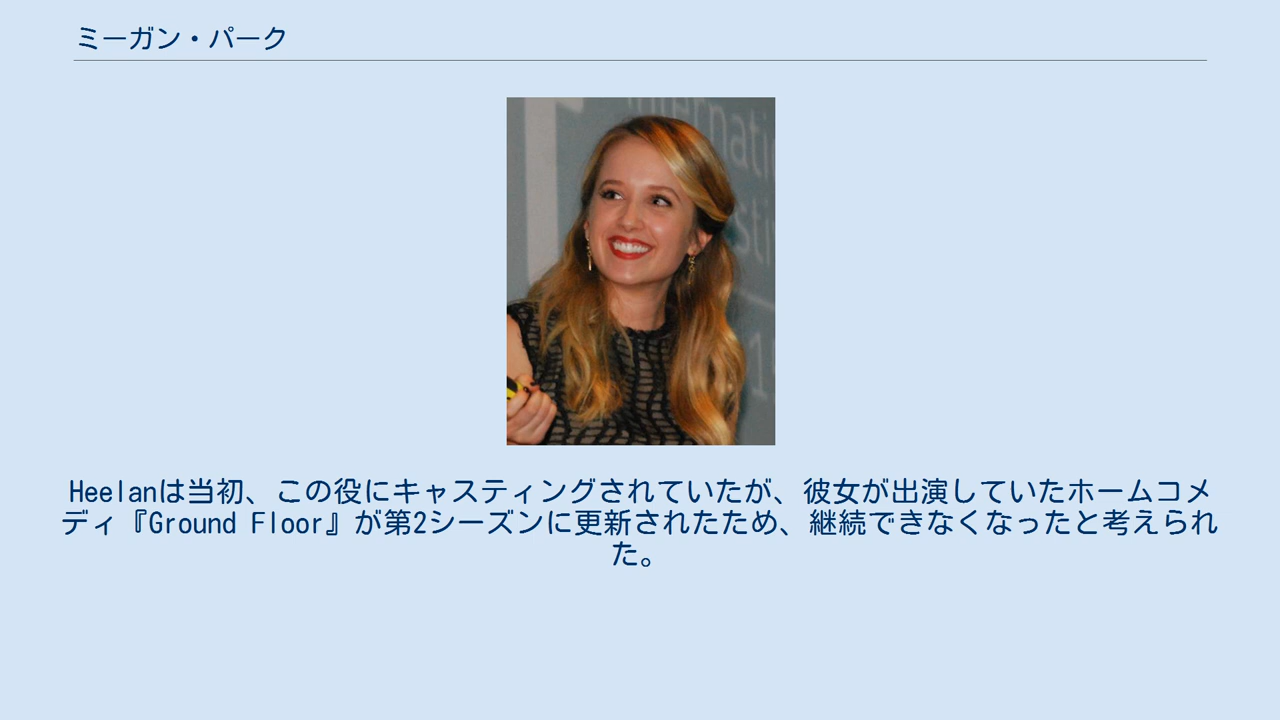 ミーガン・パーク
Internati
sti
Heelanは当初、この役にキャスティングされていたが、彼女が出演していたホームコメ
ディ『Ground Floor』が第2シーズンに更新されたため、継続できなくなったと考えられ
た。